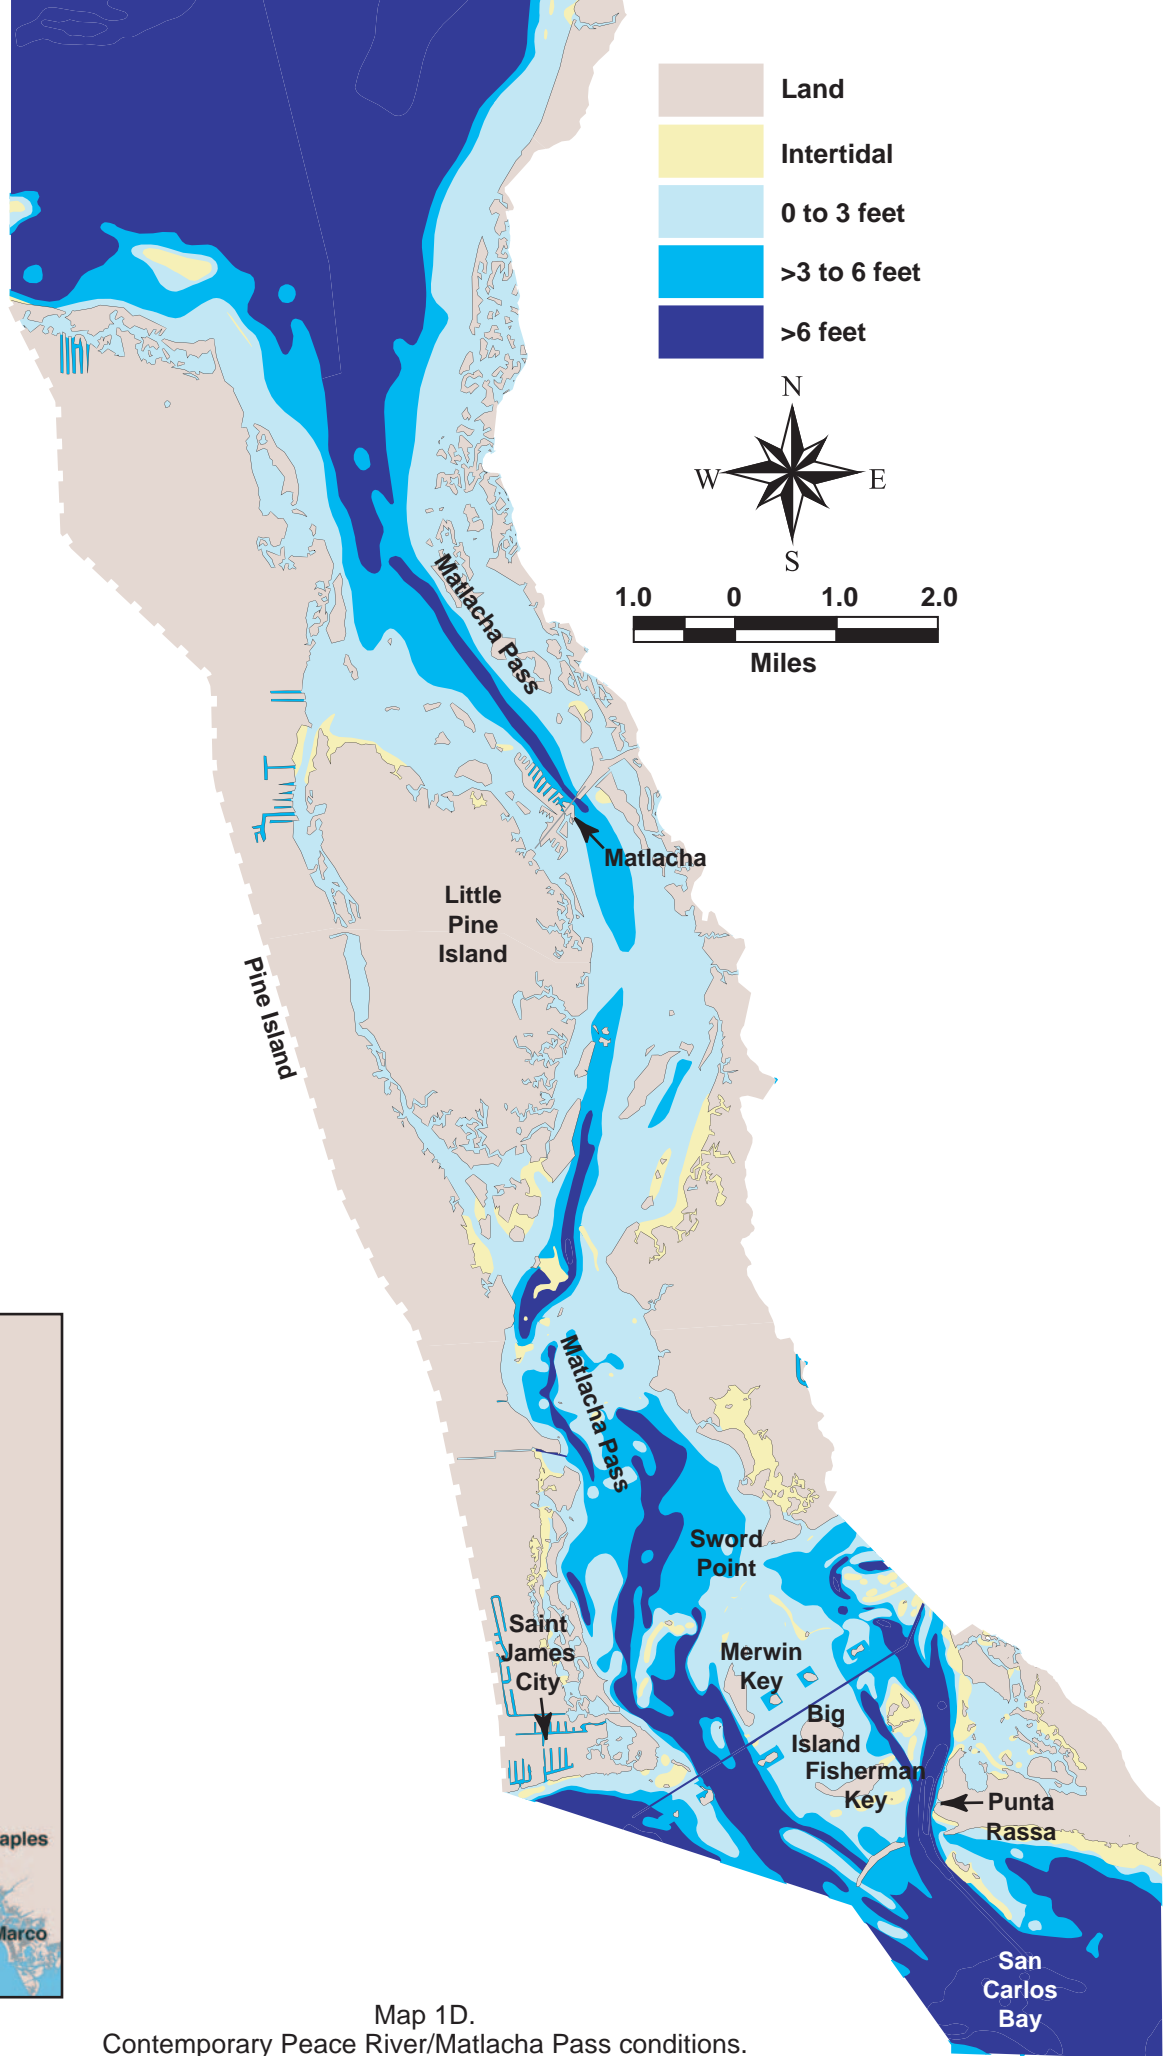 Land
Intertidal
0 to 3 feet
>3 to 6 feet
>6 feet
N
W
E
S
1.0 0 1.0 2.0
Miles
Matlacha Pass
Matlacha
Little
Pine
Island
Pine Island
Matlacha Pass
Sword
Point
Saint
James
City
Merwin
Key
Big
Island
Fisherman
Key
Punta
Rassa
San
Carlos
Bay
aples
Marco
Map 1D.
Contemporary Peace River/Matlacha Pass conditions.